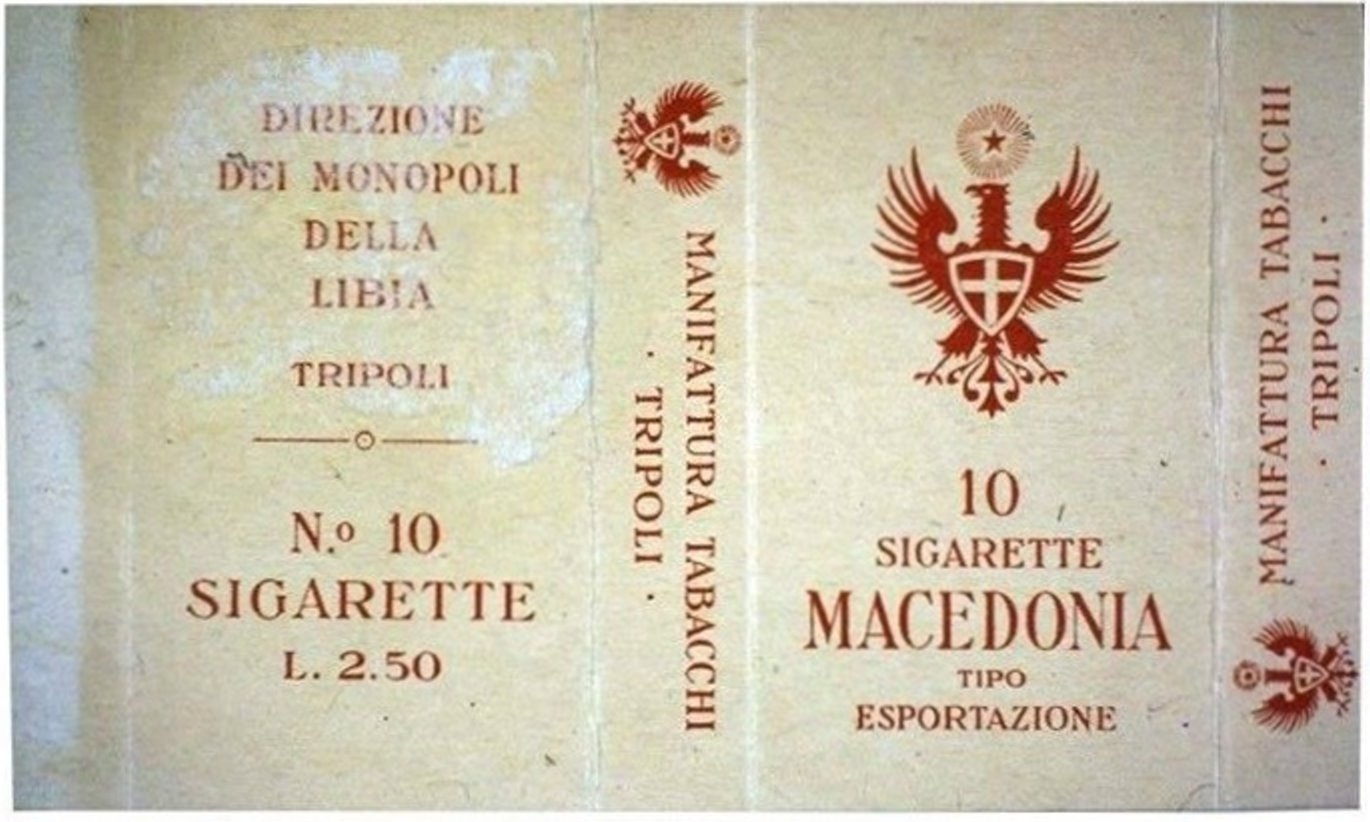 DIREZIONE
DEI MONOPOLI
DELLA
LIBIA
TRIPOLI
N.o 10
SIGARETTE
L. 2.50
MANIFATTURA TABACCHI
· TRIPOLI ·
10
SIGARETTE
MACEDONIA
TIPO
ESPORTAZIONE
MANIFATTURA TABACCHI
· TRIPOLI ·